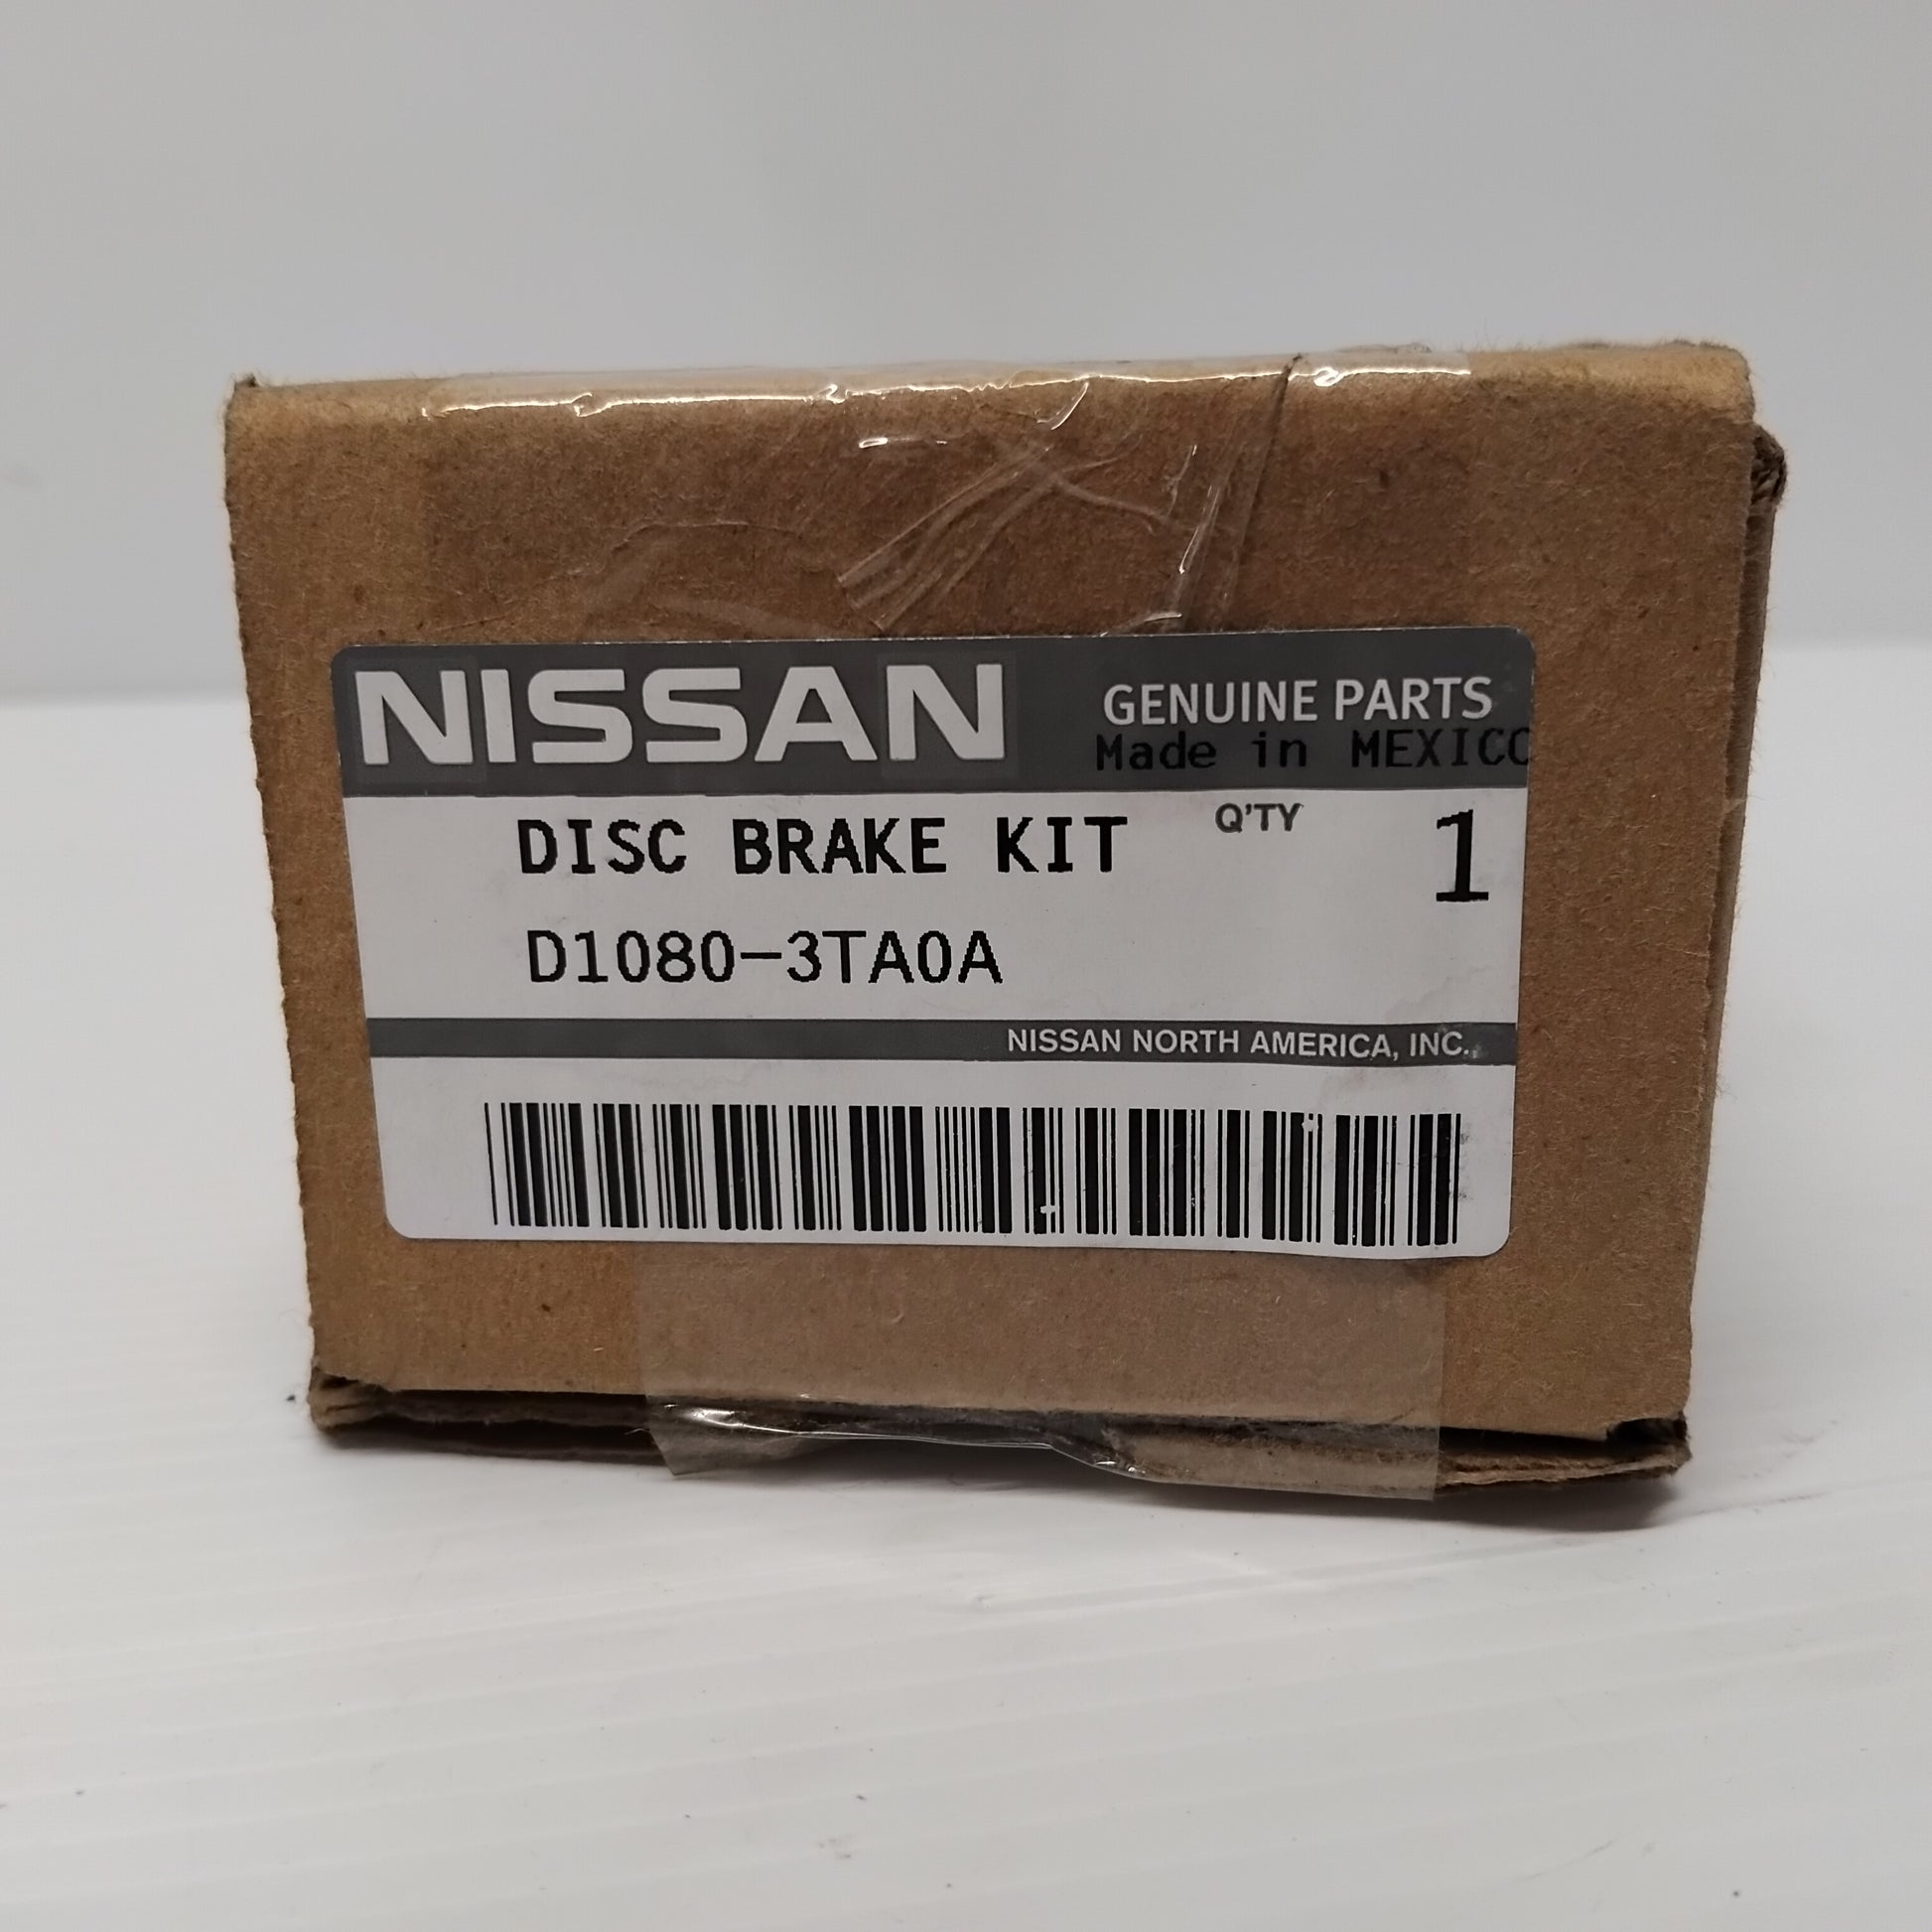 NISSAN
GENUINE PARTS
Made in MEXICO
DISC BRAKE KIT
Q'TY 1
D1080-3TA0A
NISSAN NORTH AMERICA, INC.